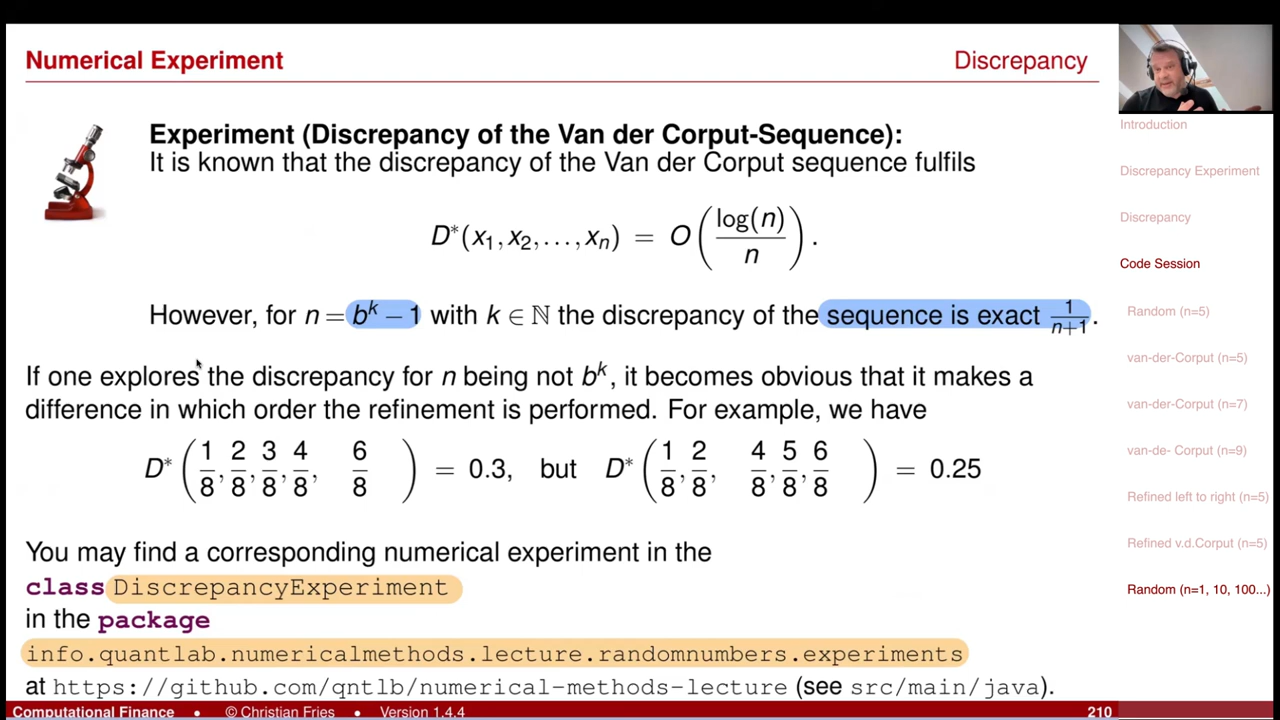 Numerical Experiment
Discrepancy
Experiment (Discrepancy of the Van der Corput-Sequence):
It is known that the discrepancy of the Van der Corput sequence fulfils
D*(x₁, x₂, ..., xₙ) = O(log(n)/n).
However, for n = bᵏ − 1 with k ∈ ℕ the discrepancy of the sequence is exact 1/(n+1).
If one explores the discrepancy for n being not bᵏ, it becomes obvious that it makes a
difference in which order the refinement is performed. For example, we have
D*(1/8, 2/8, 3/8, 4/8, 6/8) = 0.3, but D*(1/8, 2/8, 4/8, 5/8, 6/8) = 0.25
You may find a corresponding numerical experiment in the
class DiscrepancyExperiment
in the package
info.quantlab.numericalmethods.lecture.randomnumbers.experiments
at https://github.com/qntlb/numerical-methods-lecture (see src/main/java).
Introduction
Discrepancy Experiment
Discrepancy
Code Session
Random (n=5)
van-der-Corput (n=5)
van-der-Corput (n=7)
van-de- Corput (n=9)
Refined left to right (n=5)
Refined v.d.Corput (n=5)
Random (n=1, 10, 100...)
Computational Finance • © Christian Fries • Version 1.4.4
210